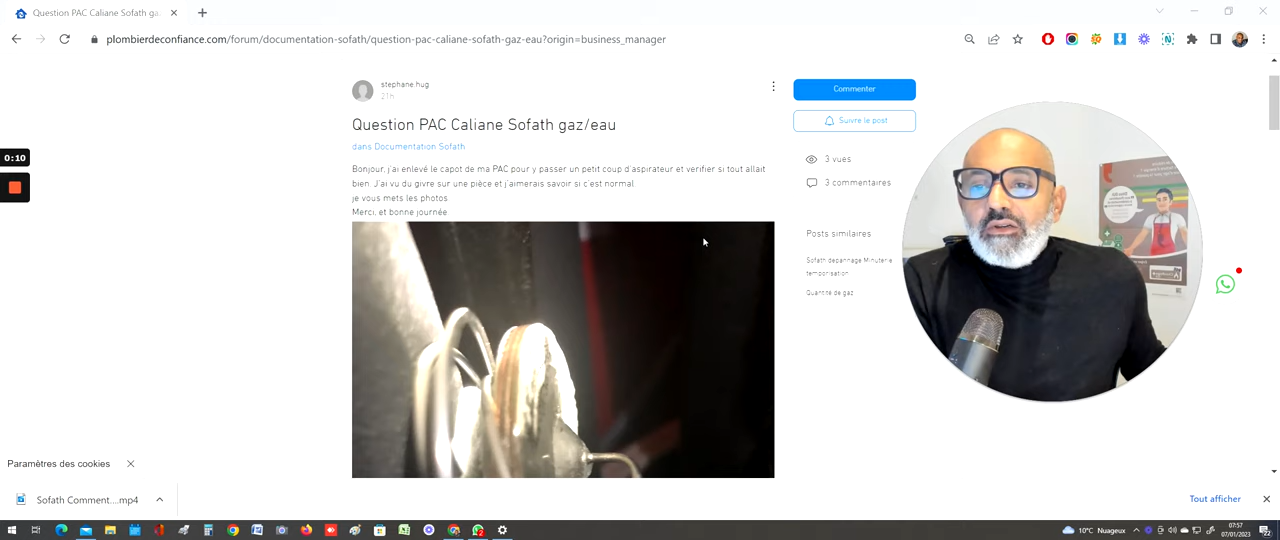 Question PAC Caliane Sofath ga
plombierdeconfiance.com/forum/documentation-sofath/question-pac-caliane-sofath-gaz-eau?origin=business_manager
stephane.hug
21h
Commenter
Question PAC Caliane Sofath gaz/eau
Suivre le post
dans Documentation Sofath
0:10
3 vues
Bonjour, j'ai enlevé le capot de ma PAC pour y passer un petit coup d'aspirateur et verifier si tout allait
bien. J'ai vu du givre sur une pièce et j'aimerais savoir si c'est normal
je vous mets les photos
Merci, et bonne journée
3 commentaires
Posts similaires
Sofath dépannage Minuterie
temporisation
Quantité de gaz
Paramètres des cookies
Sofath Comment....mp4
Tout afficher
10°C Nuageux
07:57
07/01/2023